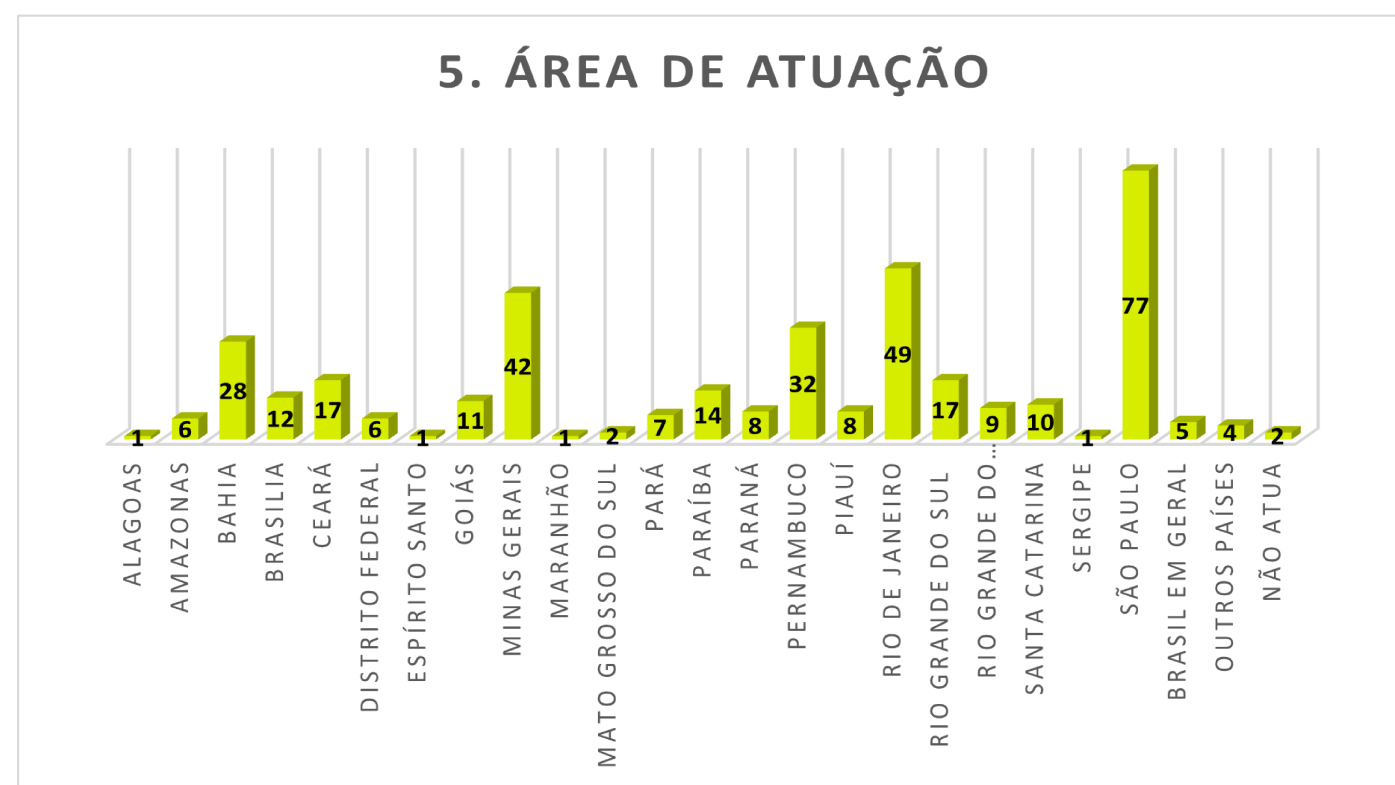 5. ÁREA DE ATUAÇÃO
1
6
28
12
17
6
1
11
42
1
2
7
14
8
32
8
49
17
9
10
1
77
5
4
2
ALAGOAS
AMAZONAS
BAHIA
BRASILIA
CEARÁ
DISTRITO FEDERAL
ESPÍRITO SANTO
GOIÁS
MINAS GERAIS
MARANHÃO
MATO GROSSO DO SUL
PARÁ
PARAÍBA
PARANÁ
PERNAMBUCO
PIAUÍ
RIO DE JANEIRO
RIO GRANDE DO SUL
RIO GRANDE DO...
SANTA CATARINA
SERGIPE
SÃO PAULO
BRASIL EM GERAL
OUTROS PAÍSES
NÃO ATUA